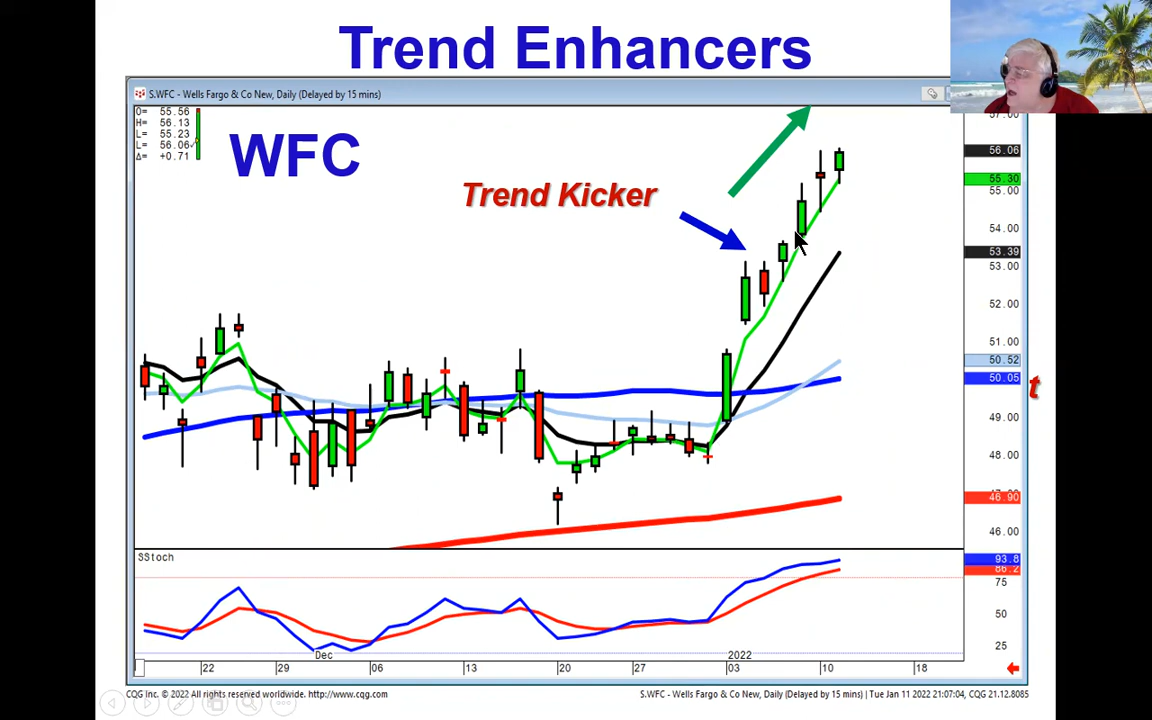 Trend Enhancers
S.WFC - Wells Fargo & Co New, Daily (Delayed by 15 mins)
O= 55.56
H= 56.13
L= 55.23
L= 56.06✓
Δ= +0.71
WFC
Trend Kicker
57.00
56.06
55.30
55.00
54.00
53.39
53.00
52.00
51.00
50.52
50.05
t
49.00
48.00
46.90
46.00
SStoch
93.8
86.2
75
50
25
Dec
2022
22
29
06
13
20
27
03
10
18
CQG Inc. © 2022 All rights reserved worldwide. http://www.cqg.com
S.WFC - Wells Fargo & Co New, Daily (Delayed by 15 mins) | Tue Jan 11 2022 21:07:04, CQG 21.12.8085